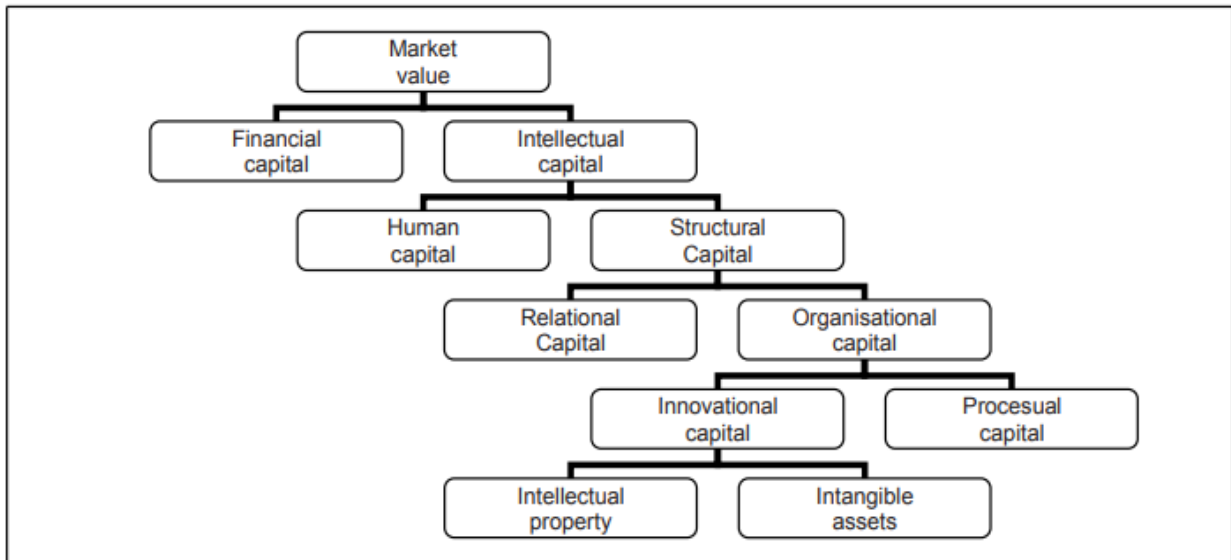 Market
value
Financial
capital
Intellectual
capital
Human
capital
Structural
Capital
Relational
Capital
Organisational
capital
Innovational
capital
Procesual
capital
Intellectual
property
Intangible
assets